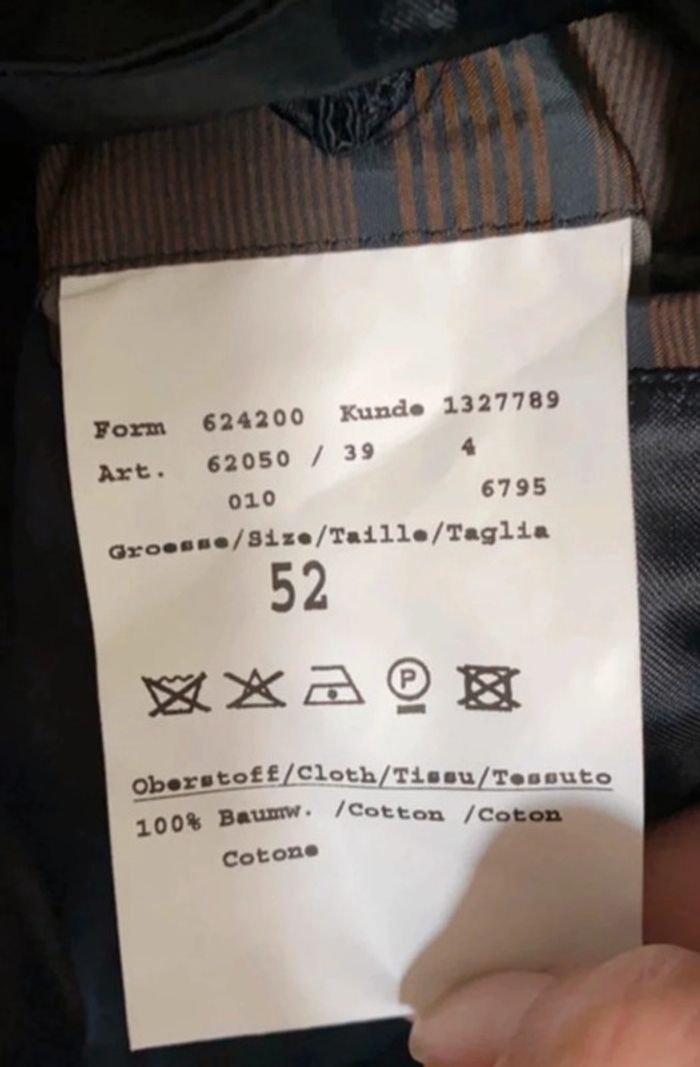 Form 624200 Kunde 1327789
Art. 62050 / 39 4
010 6795
Groesse/Size/Taille/Taglia
52
P
Oberstoff/Cloth/Tissu/Tessuto
100% Baumw. /Cotton /Coton
Cotone